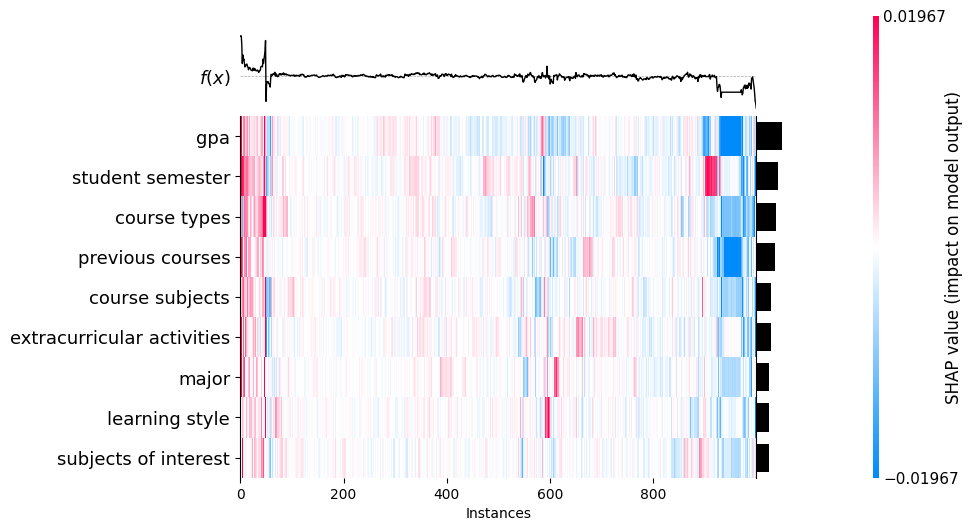 0.01967
f(x)
gpa
student semester
course types
previous courses
course subjects
extracurricular activities
major
learning style
subjects of interest
0 200 400 600 800
Instances
−0.01967
SHAP value (impact on model output)